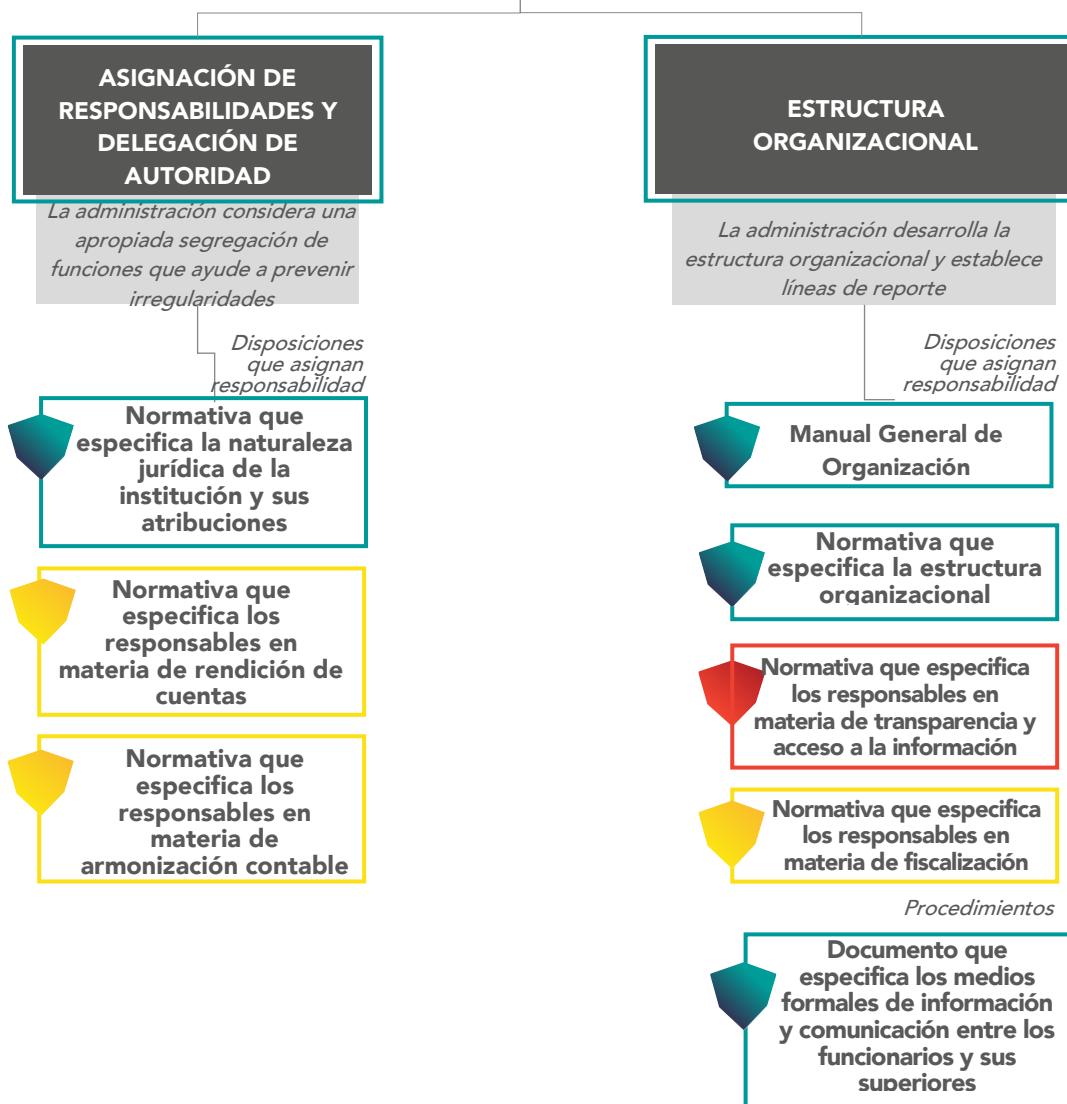 ASIGNACIÓN DE
RESPONSABILIDADES Y
DELEGACIÓN DE
AUTORIDAD
La administración considera una
apropiada segregación de
funciones que ayude a prevenir
irregularidades
Disposiciones
que asignan
responsabilidad
Normativa que
especifica la naturaleza
jurídica de la
institución y sus
atribuciones
Normativa que
especifica los
responsables en
materia de rendición de
cuentas
Normativa que
especifica los
responsables en
materia de
armonización contable
ESTRUCTURA
ORGANIZACIONAL
La administración desarrolla la
estructura organizacional y establece
líneas de reporte
Disposiciones
que asignan
responsabilidad
Manual General de
Organización
Normativa que
especifica la estructura
organizacional
Normativa que especifica
los responsables en
materia de transparencia y
acceso a la información
Normativa que especifica
los responsables en
materia de fiscalización
Procedimientos
Documento que
especifica los medios
formales de información
y comunicación entre los
funcionarios y sus
superiores